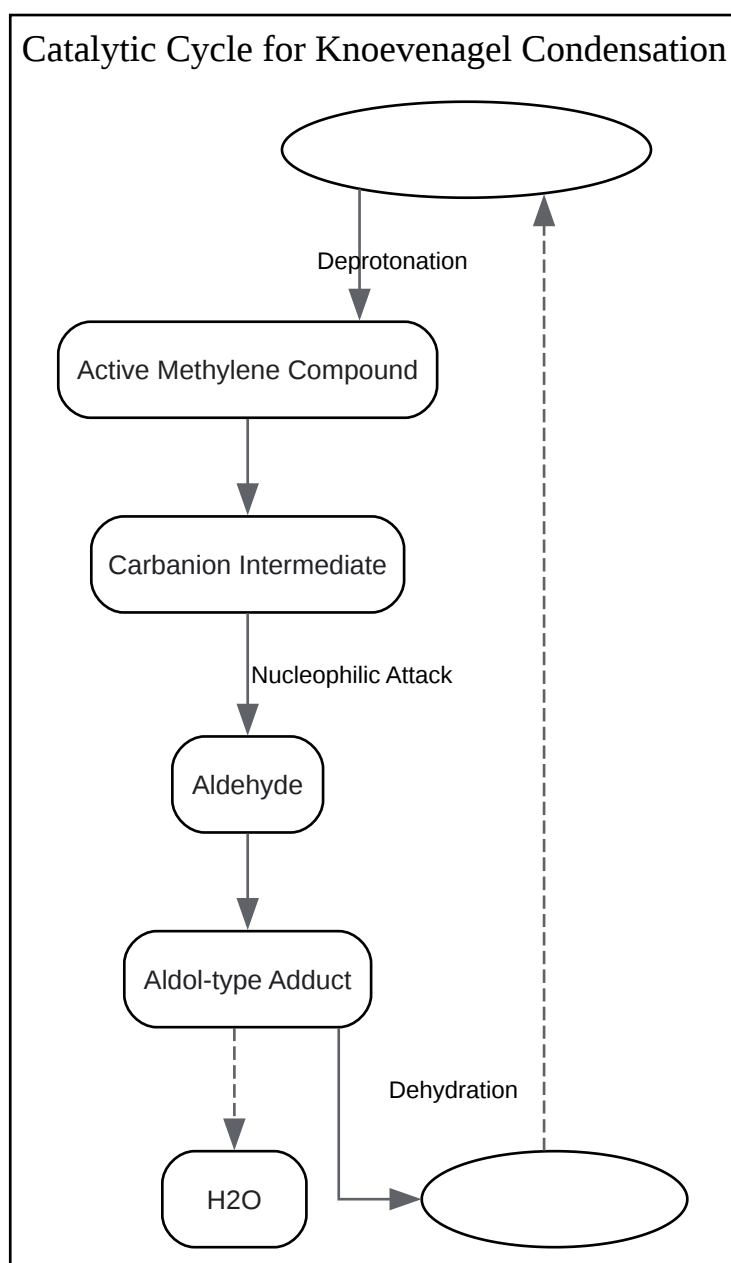 Catalytic Cycle for Knoevenagel Condensation
Deprotonation
Active Methylene Compound
Carbanion Intermediate
Nucleophilic Attack
Aldehyde
Aldol-type Adduct
Dehydration
H2O